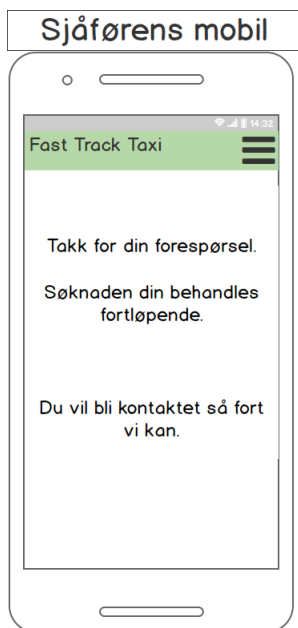 Sjåførens mobil
14:32
Fast Track Taxi
Takk for din forespørsel.
Søknaden din behandles
fortløpende.
Du vil bli kontaktet så fort
vi kan.